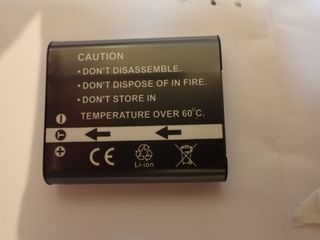 CAUTION
• DON'T DISASSEMBLE.
• DON'T DISPOSE OF IN FIRE.
• DON'T STORE IN
TEMPERATURE OVER 60°C.
T
CE
Li-ion